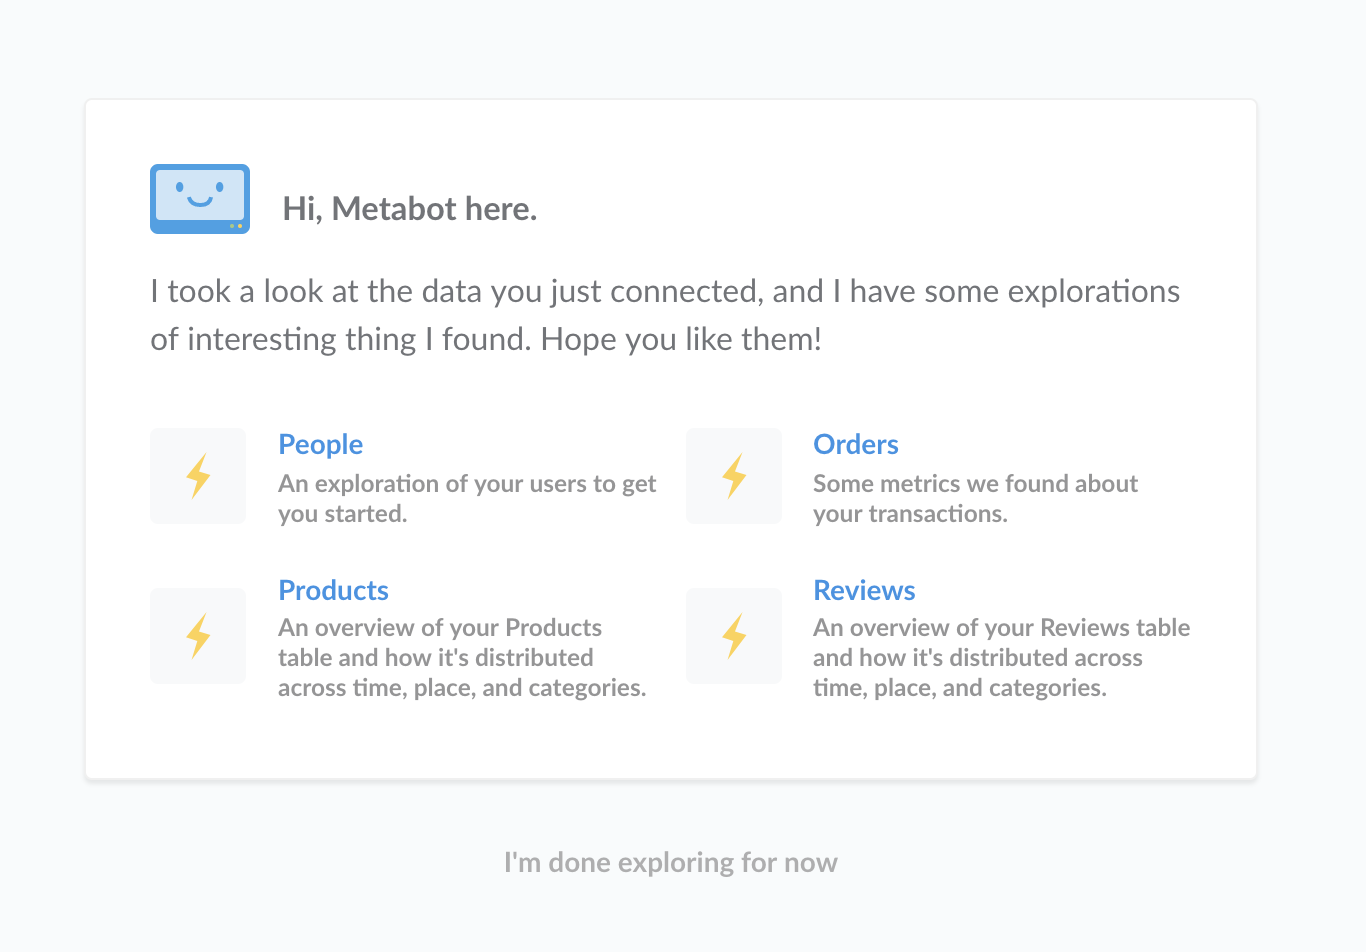 Hi, Metabot here.
I took a look at the data you just connected, and I have some explorations
of interesting thing I found. Hope you like them!
People
An exploration of your users to get
you started.
Orders
Some metrics we found about
your transactions.
Products
An overview of your Products
table and how it's distributed
across time, place, and categories.
Reviews
An overview of your Reviews table
and how it's distributed across
time, place, and categories.
I'm done exploring for now